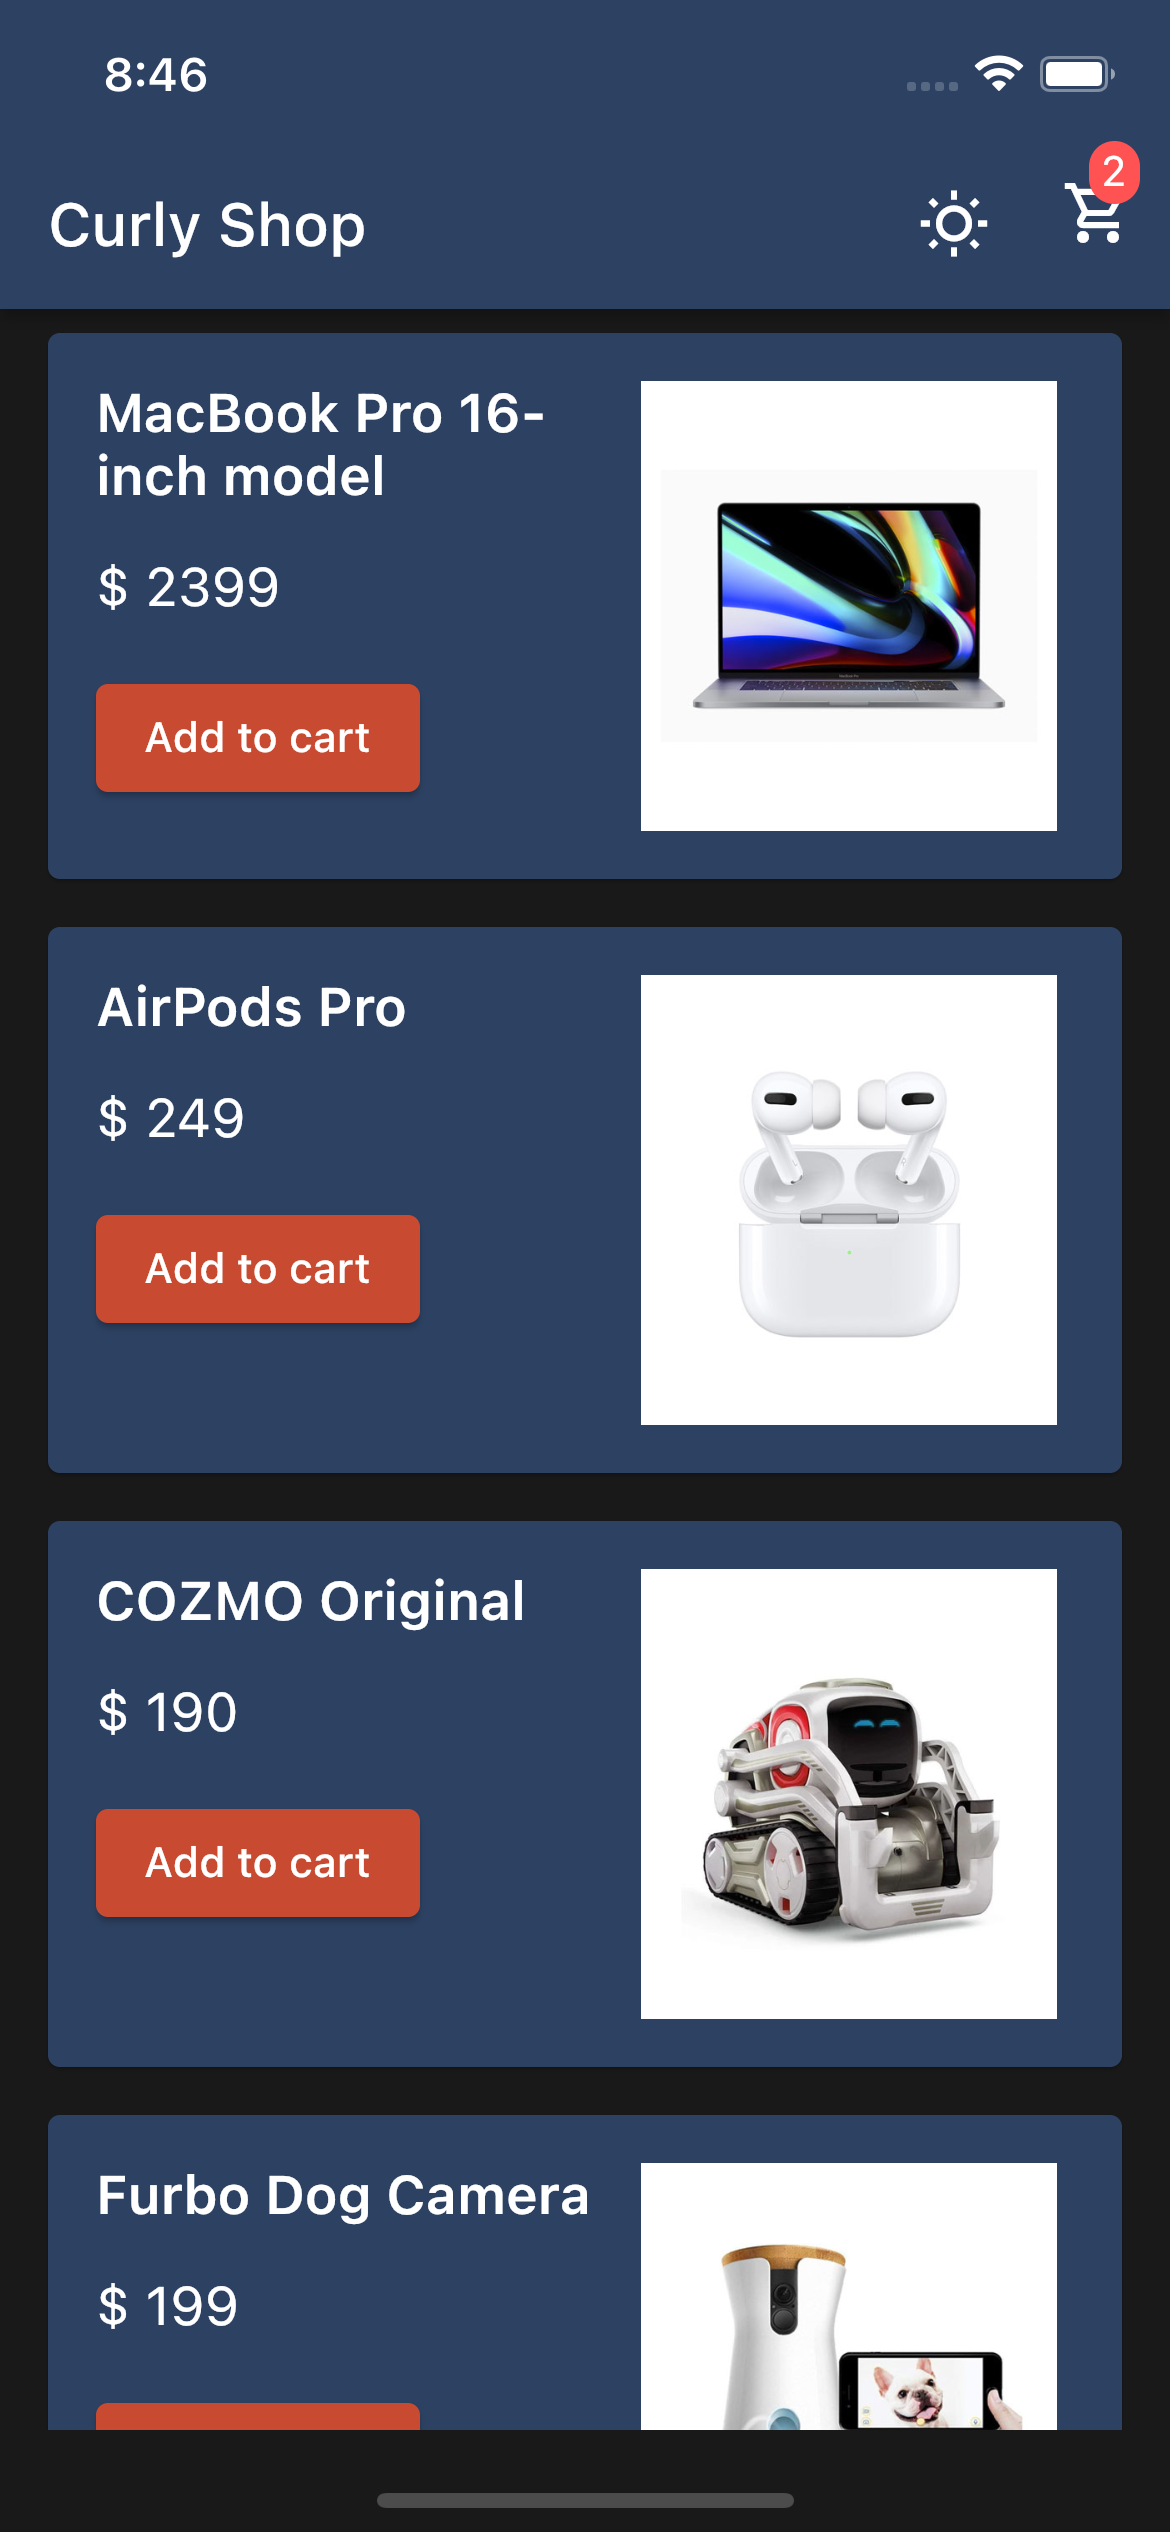 8:46
2
Curly Shop
MacBook Pro 16-
inch model
$ 2399
Add to cart
AirPods Pro
$ 249
Add to cart
COZMO Original
$ 190
Add to cart
Furbo Dog Camera
$ 199